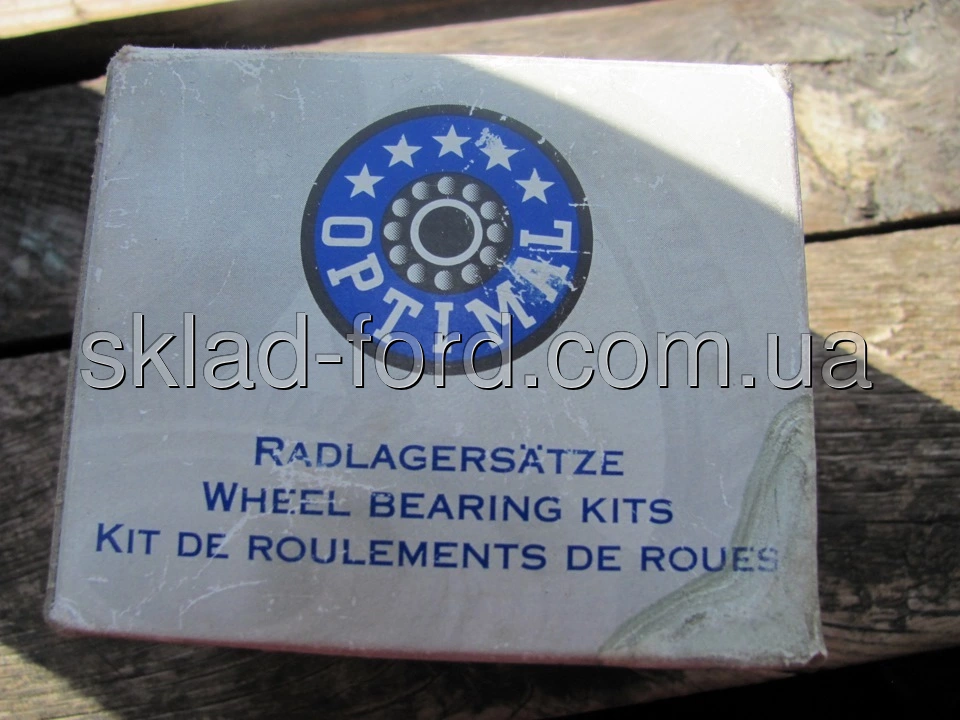 OPTIMAL
sklad-ford.com.ua
RADLAGERSÄTZE
WHEEL BEARING KITS
KIT DE ROULEMENTS DE ROUES